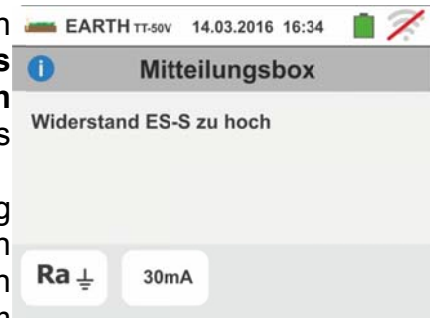 EARTH TT-50V 14.03.2016 16:34
Mitteilungsbox
Widerstand ES-S zu hoch
Ra 30mA